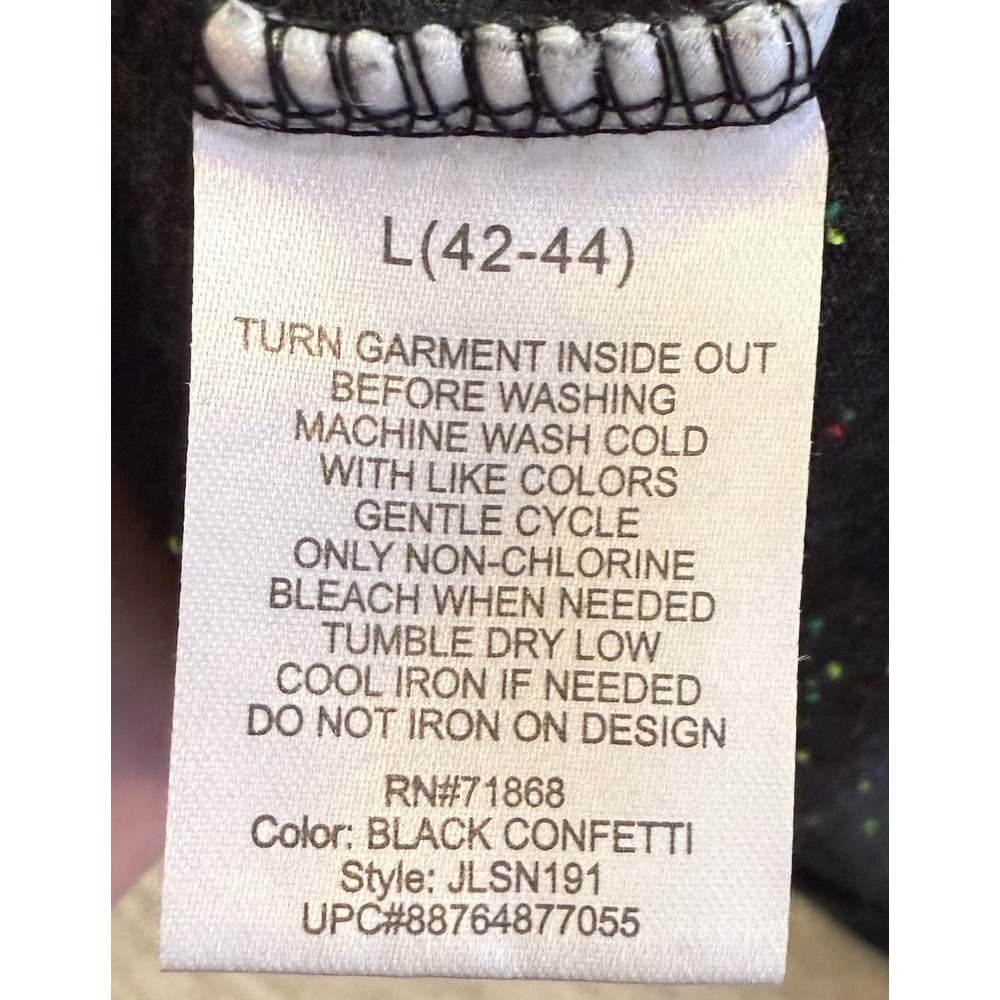 L(42-44)
TURN GARMENT INSIDE OUT
BEFORE WASHING
MACHINE WASH COLD
WITH LIKE COLORS
GENTLE CYCLE
ONLY NON-CHLORINE
BLEACH WHEN NEEDED
TUMBLE DRY LOW
COOL IRON IF NEEDED
DO NOT IRON ON DESIGN
RN#71868
Color: BLACK CONFETTI
Style: JLSN191
UPC#88764877055